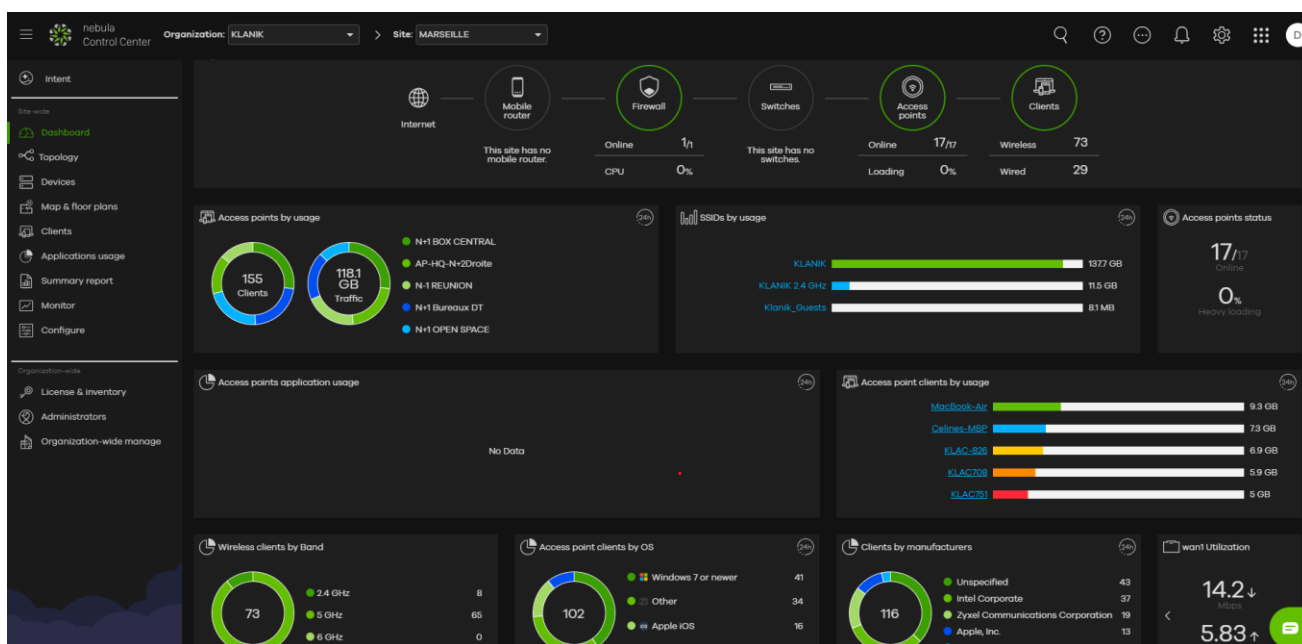 nebula
Control Center
Organization: KLANIK
Site: MARSEILLE
D
Intent
Site-wide
Dashboard
Topology
Devices
Map & floor plans
Clients
Applications usage
Summary report
Monitor
Configure
Organization-wide
License & inventory
Administrators
Organization-wide manage
Internet
Mobile
router
This site has no
mobile router.
Firewall
Online 1/1
CPU 0%
Switches
This site has no
switches.
Access
points
Online 17/17
Loading 0%
Clients
Wireless 73
Wired 29
Access points by usage
24h
155
Clients
118.1
GB
Traffic
N+1 BOX CENTRAL
AP-HQ-N+2Droite
N-1 REUNION
N+1 Bureaux DT
N+1 OPEN SPACE
SSIDs by usage
24h
KLANIK 137.7 GB
KLANIK 2.4 GHz 11.5 GB
Klanik_Guests 8.1 MB
Access points status
17/17
Online
0%
Heavy loading
Access points application usage
24h
No Data
Access point clients by usage
24h
MacBook-Air 9.3 GB
Celines-MBP 7.3 GB
KLAC-826 6.9 GB
KLAC708 5.9 GB
KLAC751 5 GB
Wireless clients by Band
73
2.4 GHz 8
5 GHz 65
6 GHz 0
Access point clients by OS
24h
102
Windows 7 or newer 41
Other 34
Apple iOS 16
Clients by manufacturers
24h
116
Unspecified 43
Intel Corporate 37
Zyxel Communications Corporation 19
Apple, Inc. 13
wan1 Utilization
14.2
Mbps
5.83